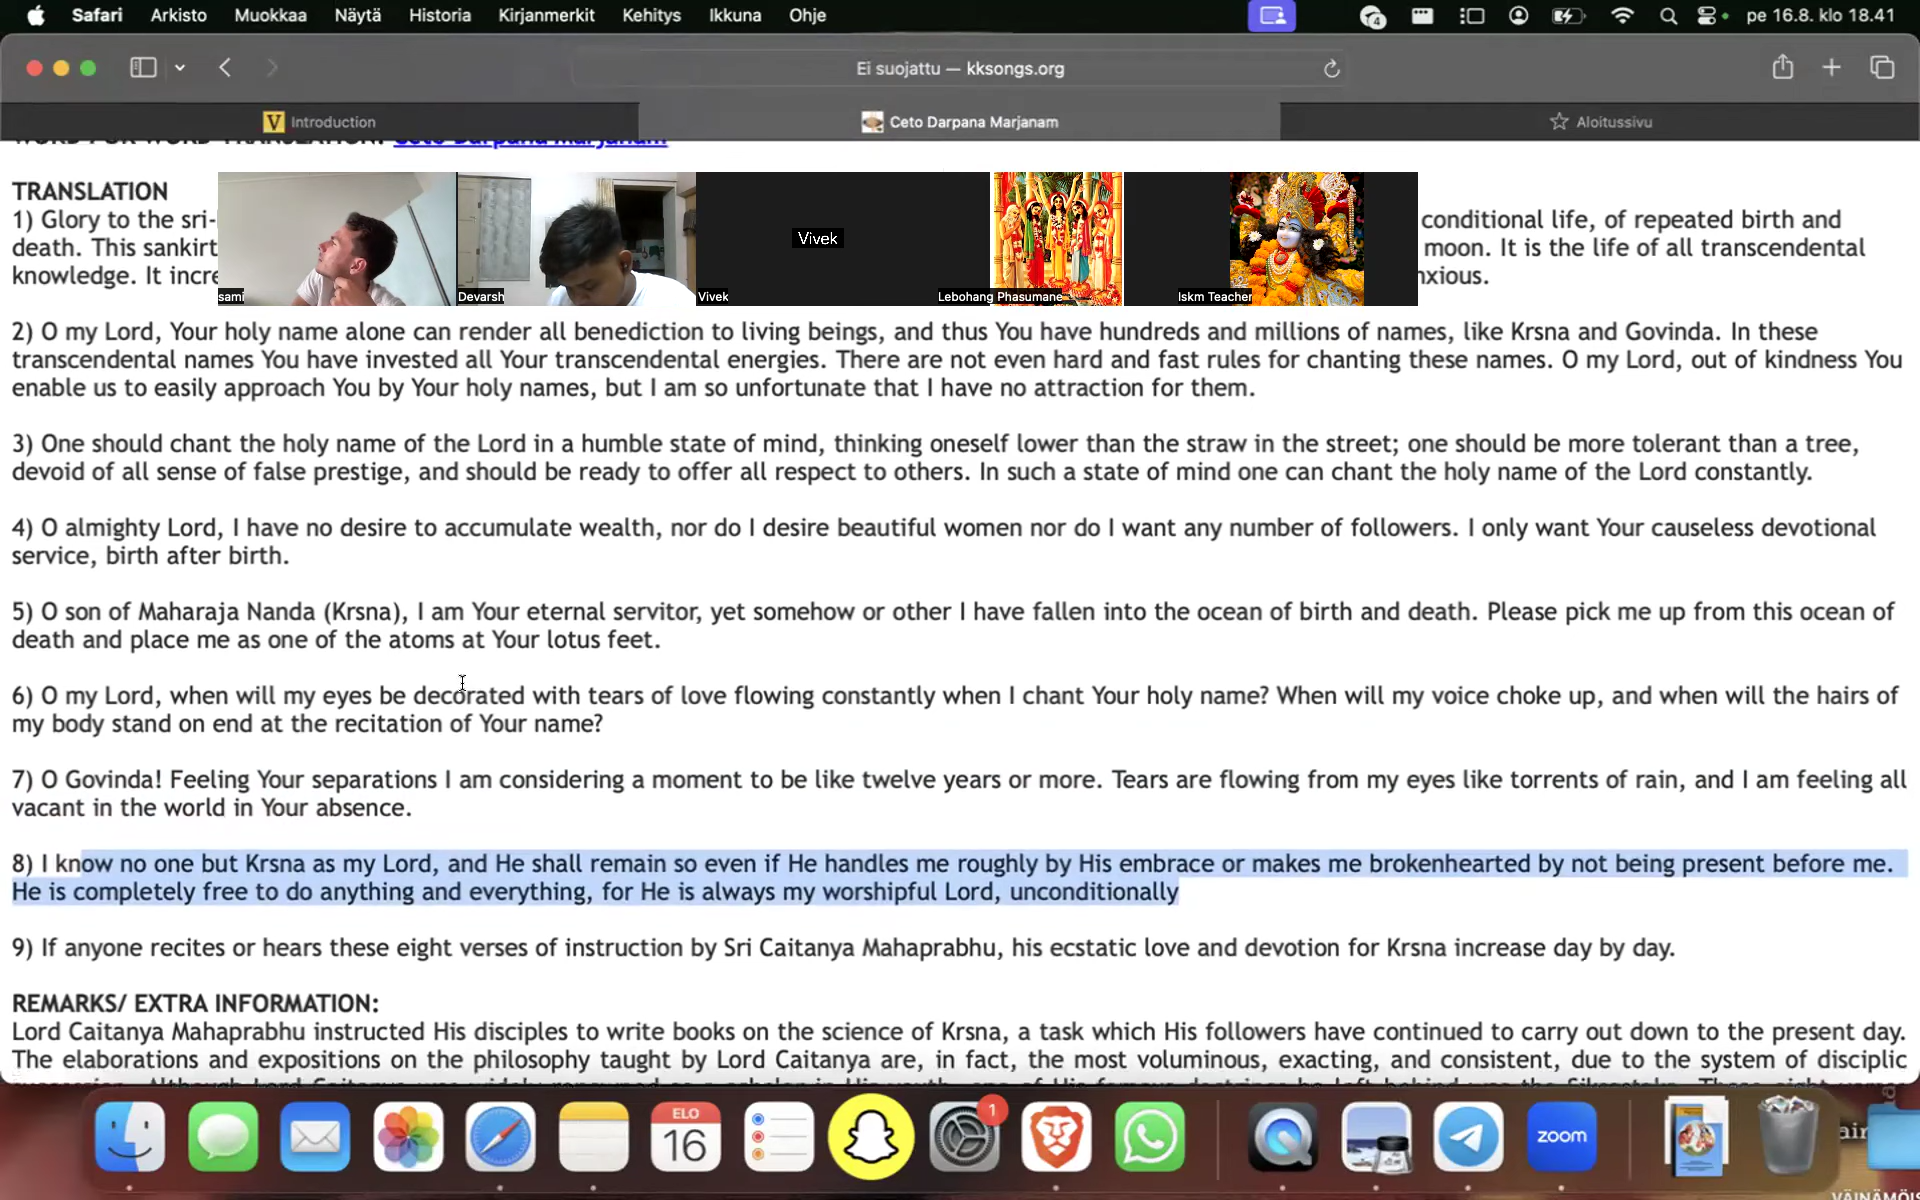 Safari Arkisto Muokkaa Näytä Historia Kirjanmerkit Kehitys Ikkuna Ohje 4 pe 16.8. klo 18.41
Ei suojattu — kksongs.org
V Introduction Ceto Darpana Marjanam Aloitussivu
WORD FOR WORD TRANSLATION: Ceto Darpana Marjanam
TRANSLATION
1) Glory to the sri- conditional life, of repeated birth and
death. This sankirt moon. It is the life of all transcendental
knowledge. It incre nxious.
Vivek
sami Devarsh Vivek Lebohang Phasumane Iskm Teacher
2) O my Lord, Your holy name alone can render all benediction to living beings, and thus You have hundreds and millions of names, like Krsna and Govinda. In these
transcendental names You have invested all Your transcendental energies. There are not even hard and fast rules for chanting these names. O my Lord, out of kindness You
enable us to easily approach You by Your holy names, but I am so unfortunate that I have no attraction for them.
3) One should chant the holy name of the Lord in a humble state of mind, thinking oneself lower than the straw in the street; one should be more tolerant than a tree,
devoid of all sense of false prestige, and should be ready to offer all respect to others. In such a state of mind one can chant the holy name of the Lord constantly.
4) O almighty Lord, I have no desire to accumulate wealth, nor do I desire beautiful women nor do I want any number of followers. I only want Your causeless devotional
service, birth after birth.
5) O son of Maharaja Nanda (Krsna), I am Your eternal servitor, yet somehow or other I have fallen into the ocean of birth and death. Please pick me up from this ocean of
death and place me as one of the atoms at Your lotus feet.
6) O my Lord, when will my eyes be decorated with tears of love flowing constantly when I chant Your holy name? When will my voice choke up, and when will the hairs of
my body stand on end at the recitation of Your name?
7) O Govinda! Feeling Your separations I am considering a moment to be like twelve years or more. Tears are flowing from my eyes like torrents of rain, and I am feeling all
vacant in the world in Your absence.
8) I know no one but Krsna as my Lord, and He shall remain so even if He handles me roughly by His embrace or makes me brokenhearted by not being present before me.
He is completely free to do anything and everything, for He is always my worshipful Lord, unconditionally
9) If anyone recites or hears these eight verses of instruction by Sri Caitanya Mahaprabhu, his ecstatic love and devotion for Krsna increase day by day.
REMARKS/ EXTRA INFORMATION:
Lord Caitanya Mahaprabhu instructed His disciples to write books on the science of Krsna, a task which His followers have continued to carry out down to the present day.
The elaborations and expositions on the philosophy taught by Lord Caitanya are, in fact, the most voluminous, exacting, and consistent, due to the system of disciplic
ELO
16
1
zoom